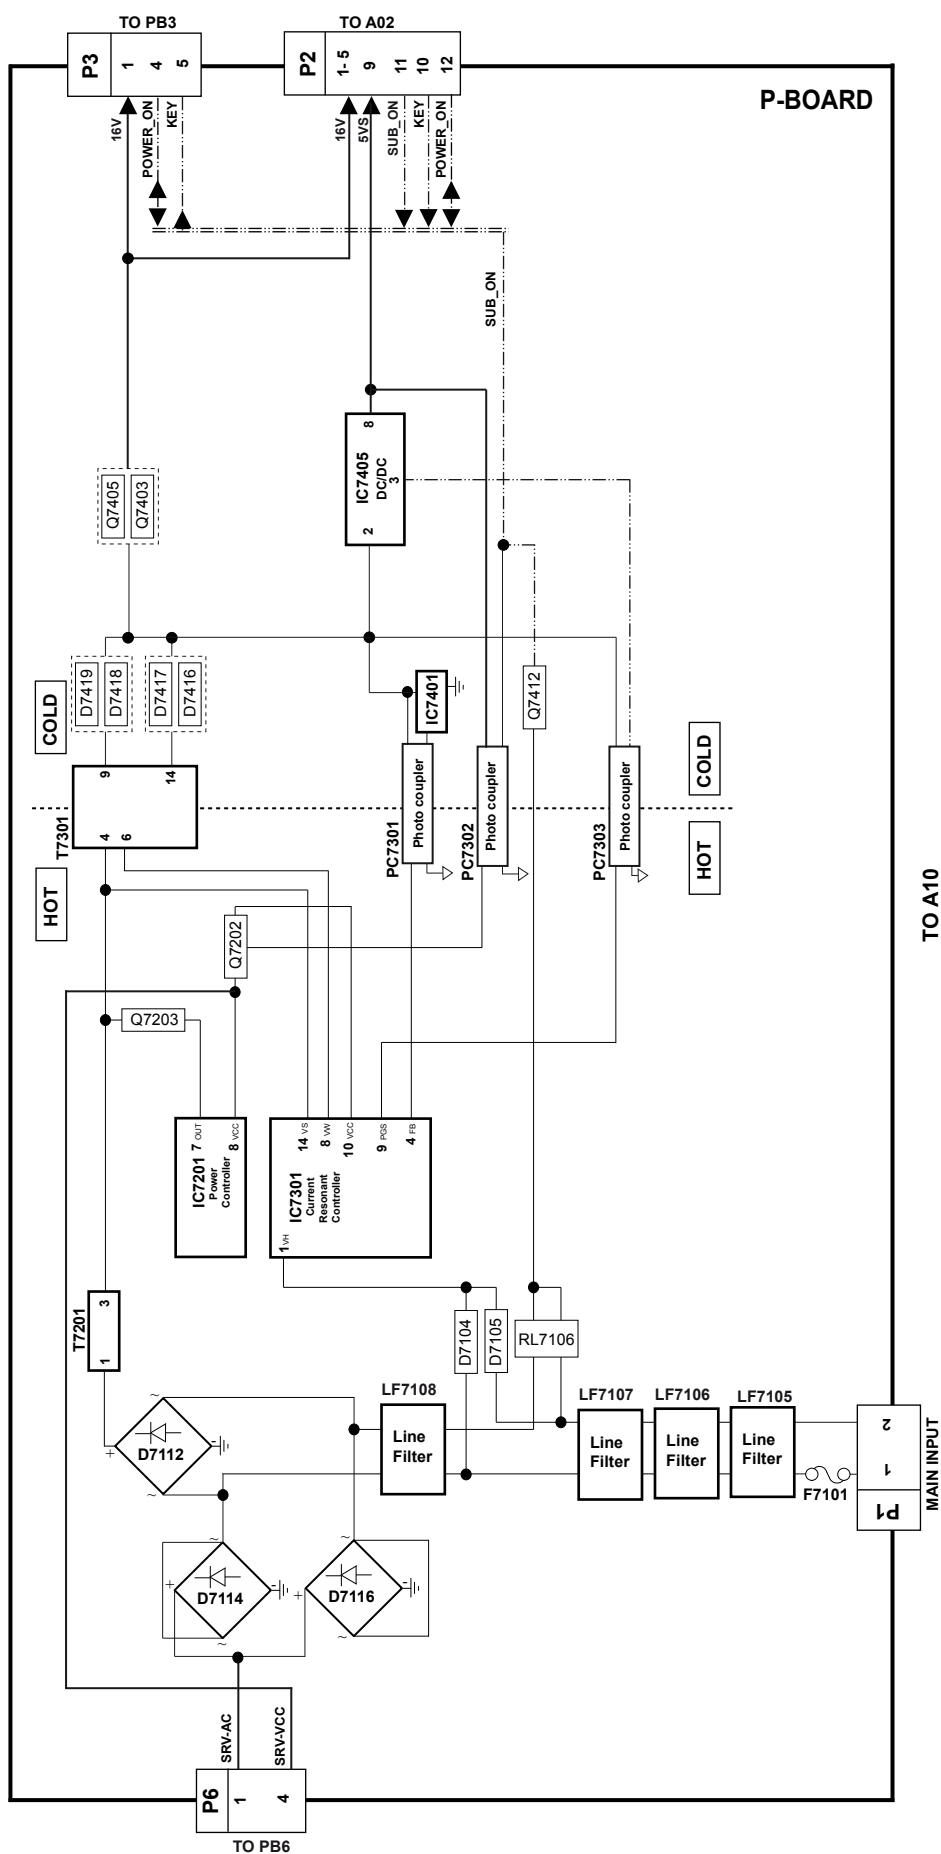 TO PB3
TO A02
P3
1
4
5
P2
1- 5
9
11
10
12
P-BOARD
16V
POWER_ON
KEY
16V
5VS
SUB_ON
KEY
POWER_ON
SUB_ON
8
IC7405
DC/DC
3
2
Q7405
Q7403
D7419
D7418
D7417
D7416
COLD
IC7401
Q7412
COLD
9
14
T7301
4
6
HOT
PC7301
Photo coupler
PC7302
Photo coupler
PC7303
Photo coupler
HOT
TO A10
Q7202
Q7203
IC7201
Power
Controller
7 OUT
8 VCC
IC7301
Current
Resonant
Controller
14 VS
8 VW
10 VCC
9 PGS
4 FB
1 VH
T7201
3
1
D7104
D7105
RL7106
~
+
-
D7112
~
LF7108
Line
Filter
LF7107
Line
Filter
LF7106
Line
Filter
LF7105
Line
Filter
F7101
2
1
P1
MAIN INPUT
~
+
-
D7114
~
~
+
-
D7116
~
SRV-AC
SRV-VCC
P6
1
4
TO PB6